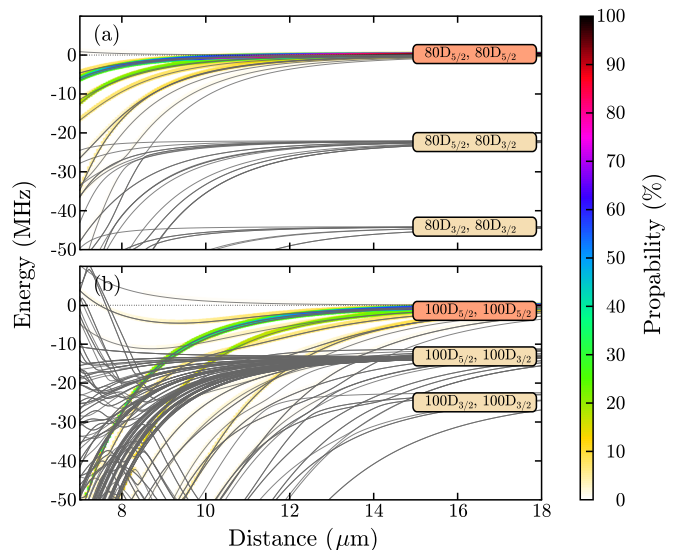 (a)
0
-10
-20
-30
-40
-50
80D5/2, 80D5/2
80D5/2, 80D3/2
80D3/2, 80D3/2
(b)
0
-10
-20
-30
-40
-50
100D5/2, 100D5/2
100D5/2, 100D3/2
100D3/2, 100D3/2
8 10 12 14 16 18
Distance (μm)
Energy (MHz)
100
90
80
70
60
50
40
30
20
10
0
Propability (%)